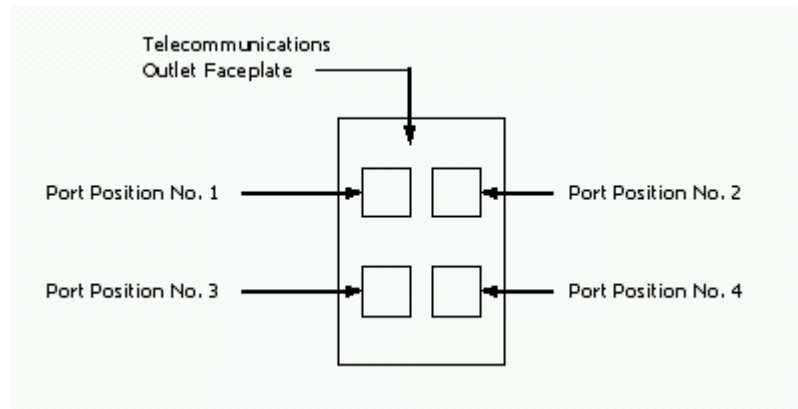 Telecommunications
Outlet Faceplate
Port Position No. 1
Port Position No. 2
Port Position No. 3
Port Position No. 4